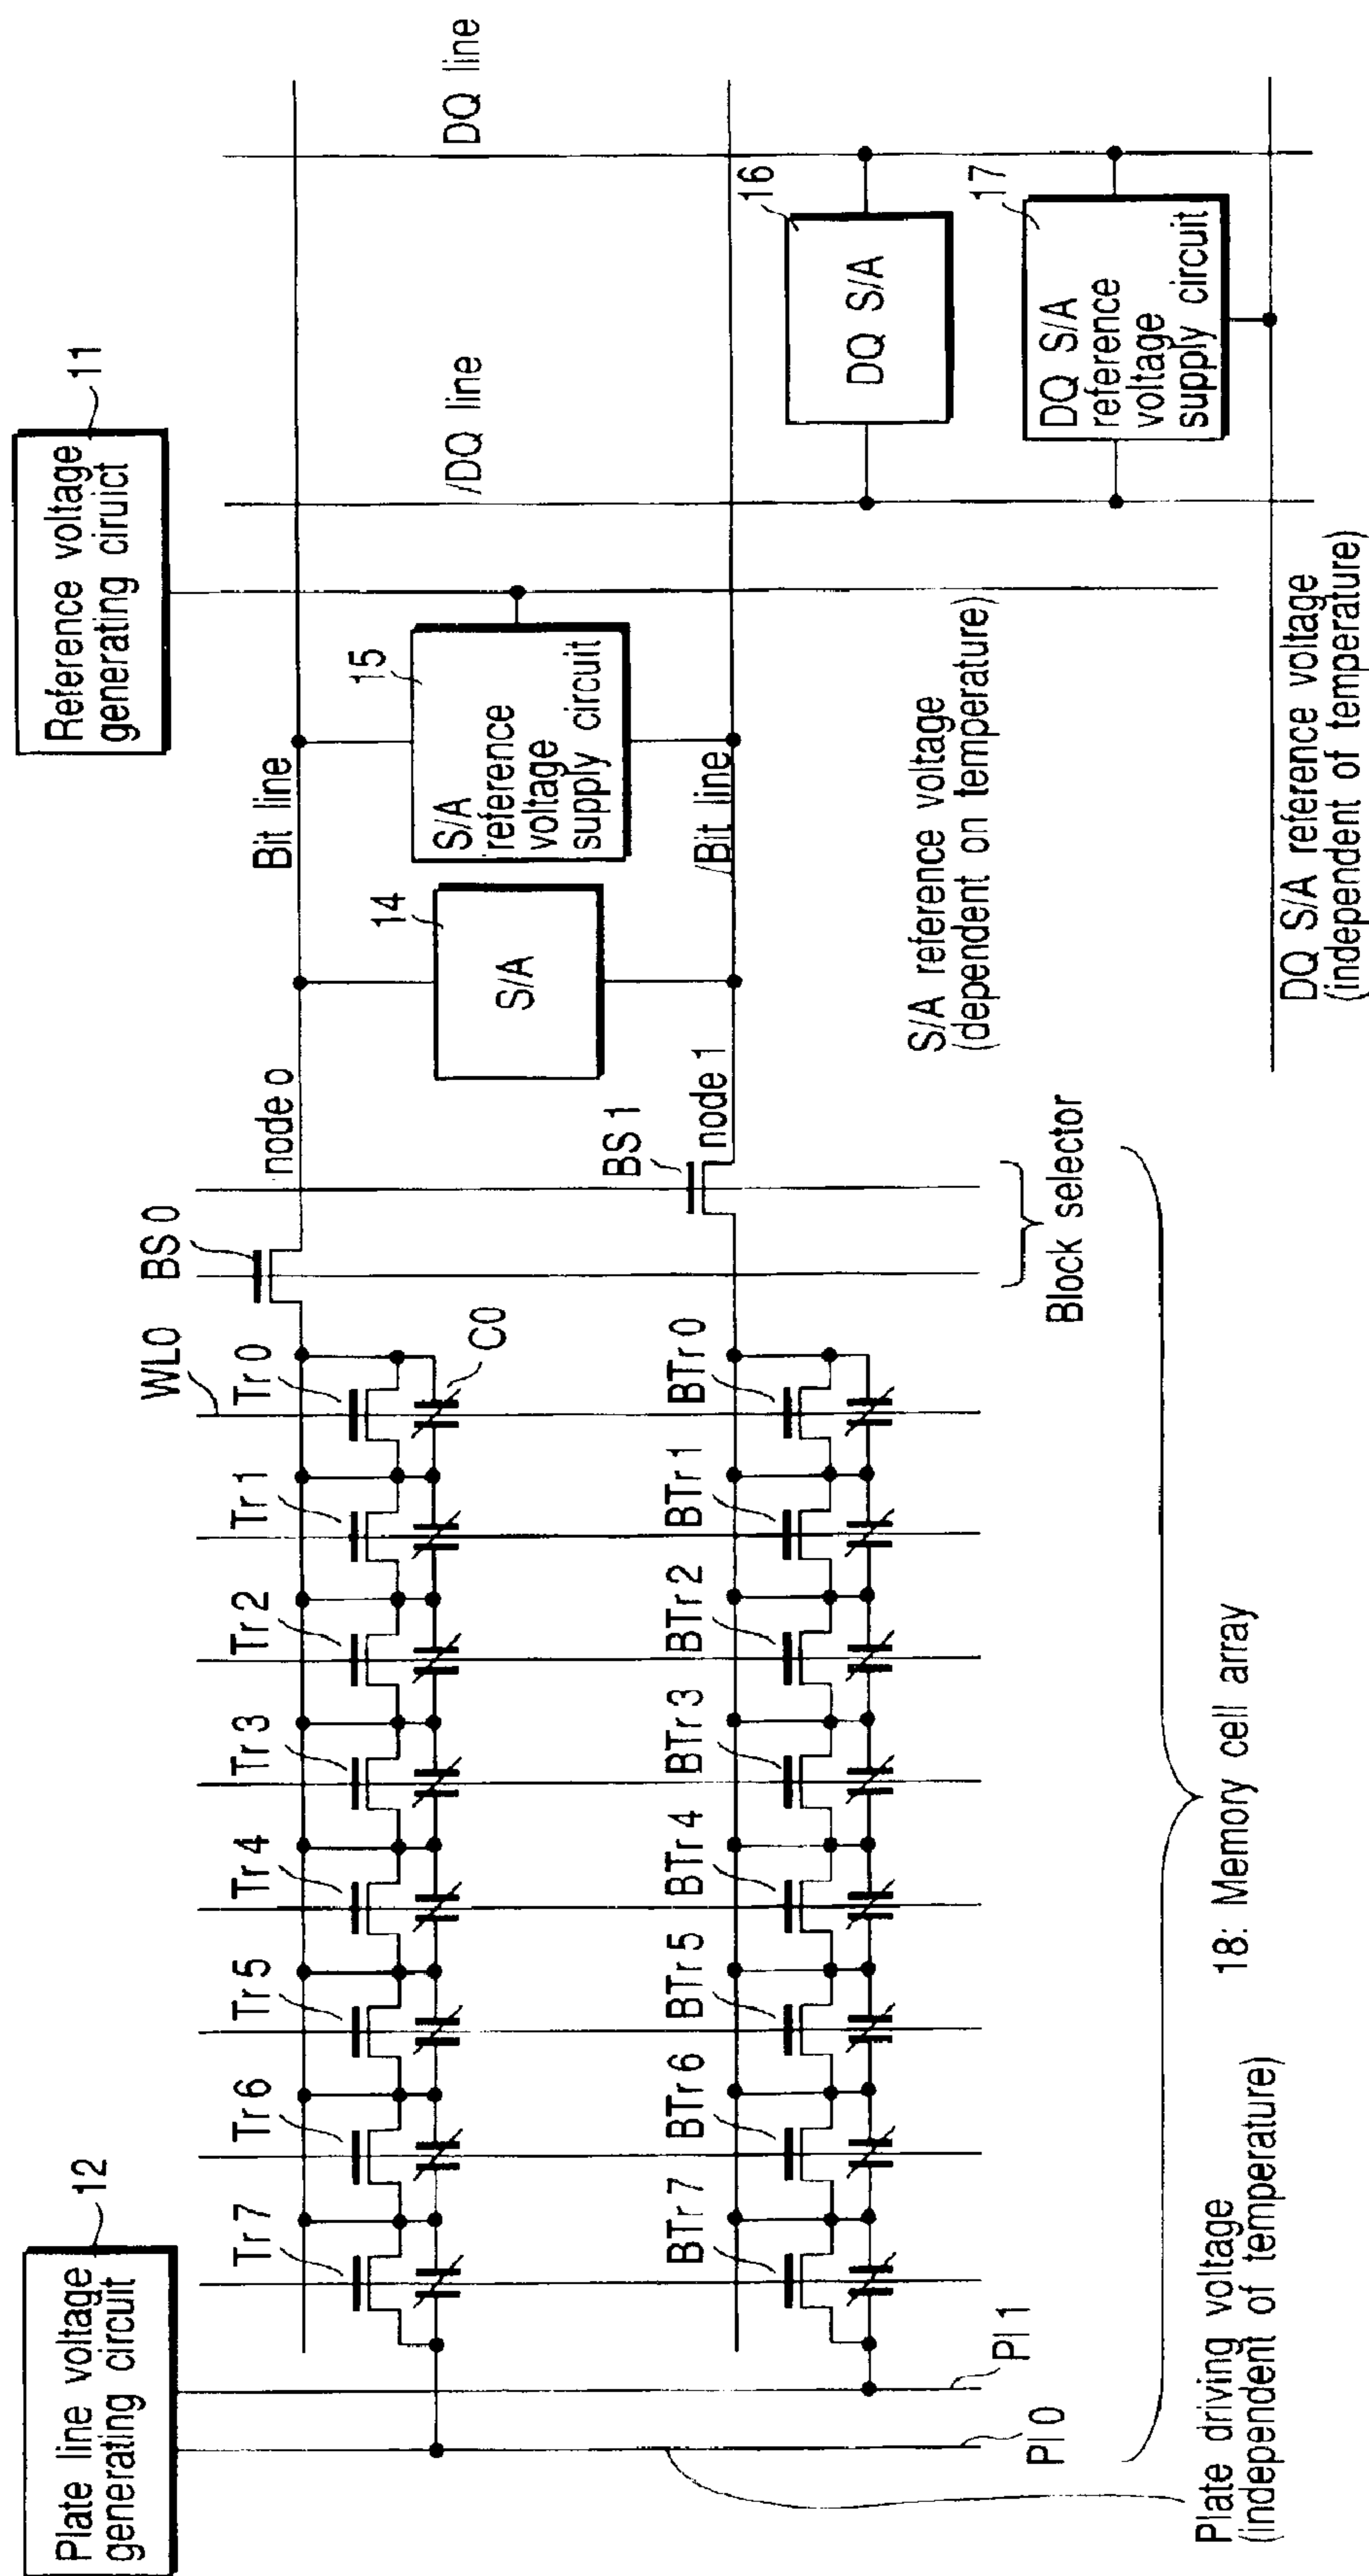 Plate line voltage
generating circuit
12
Reference voltage
generating ciruict
11
WL0
BS 0
Tr 7
Tr 6
Tr 5
Tr 4
Tr 3
Tr 2
Tr 1
Tr 0
C0
node 0
Bit line
14
S/A
15
S/A
reference
voltage
supply circuit
/DQ line
DQ line
BTr 7
BTr 6
BTr 5
BTr 4
BTr 3
BTr 2
BTr 1
BTr 0
BS 1
node 1
/Bit line
16
DQ S/A
17
DQ S/A
reference
voltage
supply circuit
Pl 0
Pl 1
Block selector
S/A reference voltage
(dependent on temperature)
Plate driving voltage
(independent of temperature)
18: Memory cell array
DQ S/A reference voltage
(independent of temperature)